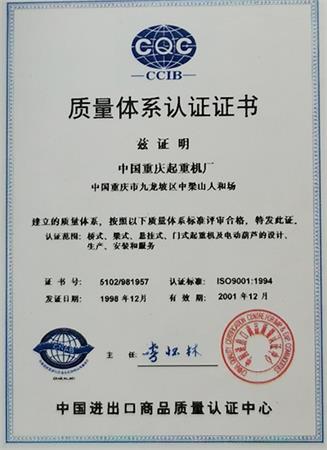 CQC
CCIB
质量体系认证证书
兹证明
中国重庆起重机厂
中国重庆市九龙坡区中梁山人和场
建立的质量体系，按照以下质量体系标准评审合格，特发此证。
认证范围：桥式、梁式、悬挂式、门式起重机及电动葫芦的设计、
生产、安装和服务
证书号：5102/981957 认证标准：ISO9001:1994
发证日期：1998年12月 有效期：2001年12月
主任：李怀林
中国进出口商品质量认证中心